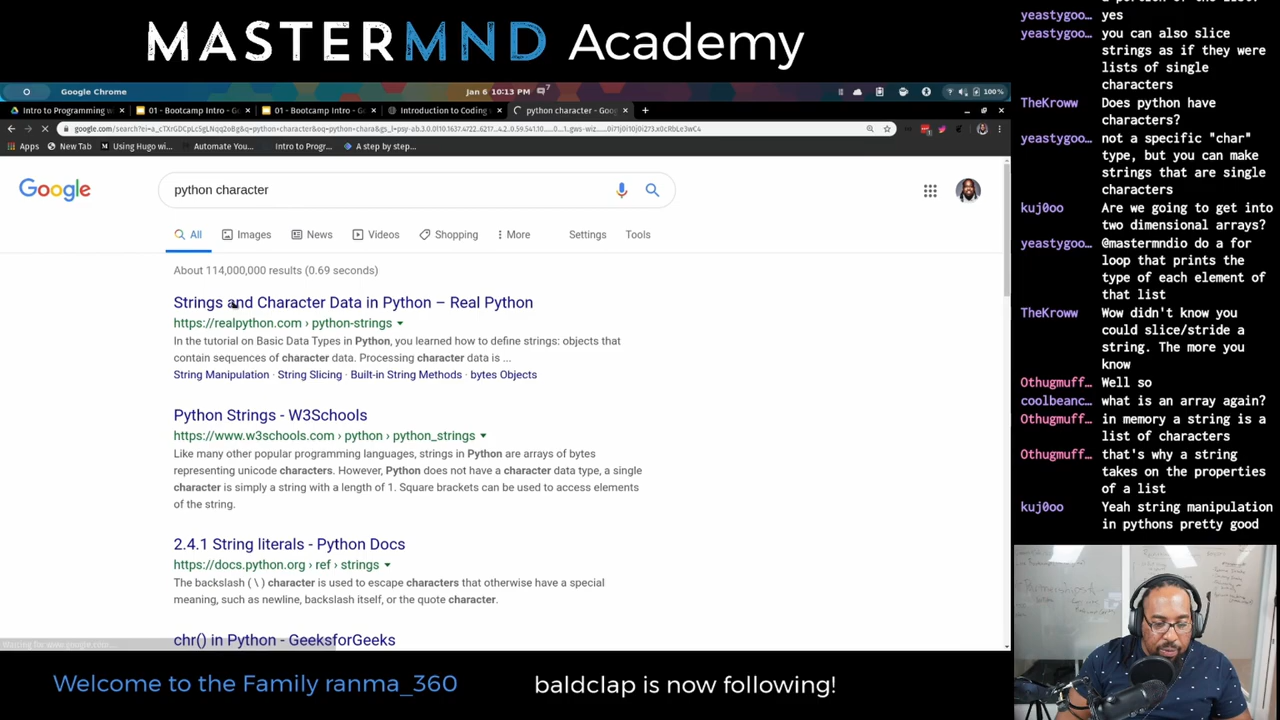 MASTERMND Academy
Google Chrome
Jan 6 10:13 PM
100%
Intro to Programming w
01 - Bootcamp Intro - Go
01 - Bootcamp Intro - Go
Introduction to Coding
python character - Goog
Apps
New Tab
Using Hugo wi...
Automate You...
Intro to Progr...
A step by step...
Google
python character
All
Images
News
Videos
Shopping
More
Settings
Tools
About 114,000,000 results (0.69 seconds)
Strings and Character Data in Python – Real Python
https://realpython.com › python-strings
In the tutorial on Basic Data Types in Python, you learned how to define strings: objects that
contain sequences of character data. Processing character data is ...
String Manipulation · String Slicing · Built-in String Methods · bytes Objects
Python Strings - W3Schools
https://www.w3schools.com › python › python_strings
Like many other popular programming languages, strings in Python are arrays of bytes
representing unicode characters. However, Python does not have a character data type, a single
character is simply a string with a length of 1. Square brackets can be used to access elements
of the string.
2.4.1 String literals - Python Docs
https://docs.python.org › ref › strings
The backslash ( \ ) character is used to escape characters that otherwise have a special
meaning, such as newline, backslash itself, or the quote character.
chr() in Python - GeeksforGeeks
yeastygoo… yes
yeastygoo… you can also slice
strings as if they were
lists of single
characters
TheKroww Does python have
characters?
yeastygoo… not a specific "char"
type, but you can make
strings that are single
characters
kuj0oo Are we going to get into
two dimensional arrays?
yeastygoo… @mastermndio do a for
loop that prints the
type of each element of
that list
TheKroww Wow didn't know you
could slice/stride a
string. The more you
know
Othugmuff… Well so
coolbeanc… what is an array again?
Othugmuff… in memory a string is a
list of characters
Othugmuff… that's why a string
takes on the properties
of a list
kuj0oo Yeah string manipulation
in pythons pretty good
Welcome to the Family ranma_360
baldclap is now following!